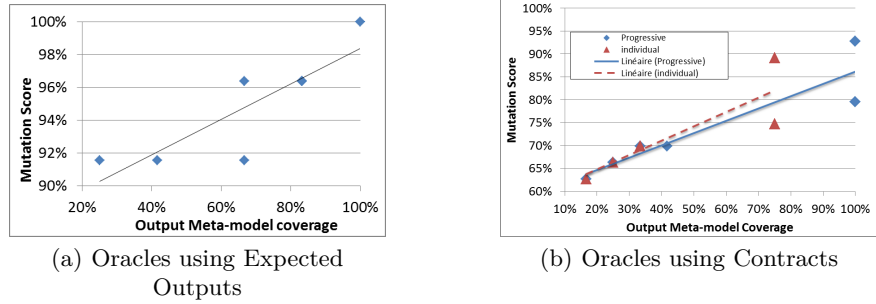 100%
98%
96%
94%
92%
90%
Mutation Score
20%
40%
60%
80%
100%
Output Meta-model coverage
(a) Oracles using Expected
Outputs
100%
95%
90%
85%
80%
75%
70%
65%
60%
Mutation Score
Progressive
individual
Linéaire (Progressive)
Linéaire (individual)
10% 20% 30% 40% 50% 60% 70% 80% 90% 100%
Output Meta-model Coverage
(b) Oracles using Contracts